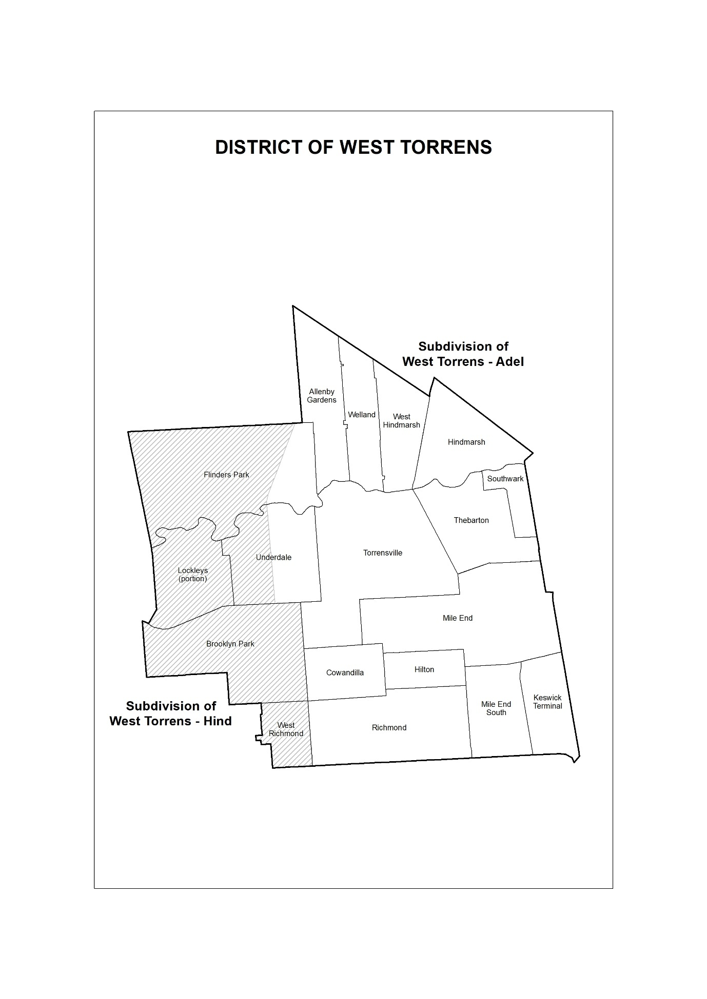 DISTRICT OF WEST TORRENS
Subdivision of
West Torrens - Adel
Allenby
Gardens
Welland
West
Hindmarsh
Hindmarsh
Flinders Park
Southwark
Thebarton
Torrensville
Underdale
Lockleys
(portion)
Mile End
Brooklyn Park
Cowandilla
Hilton
Keswick
Terminal
Mile End
South
Subdivision of
West Torrens - Hind
West
Richmond
Richmond